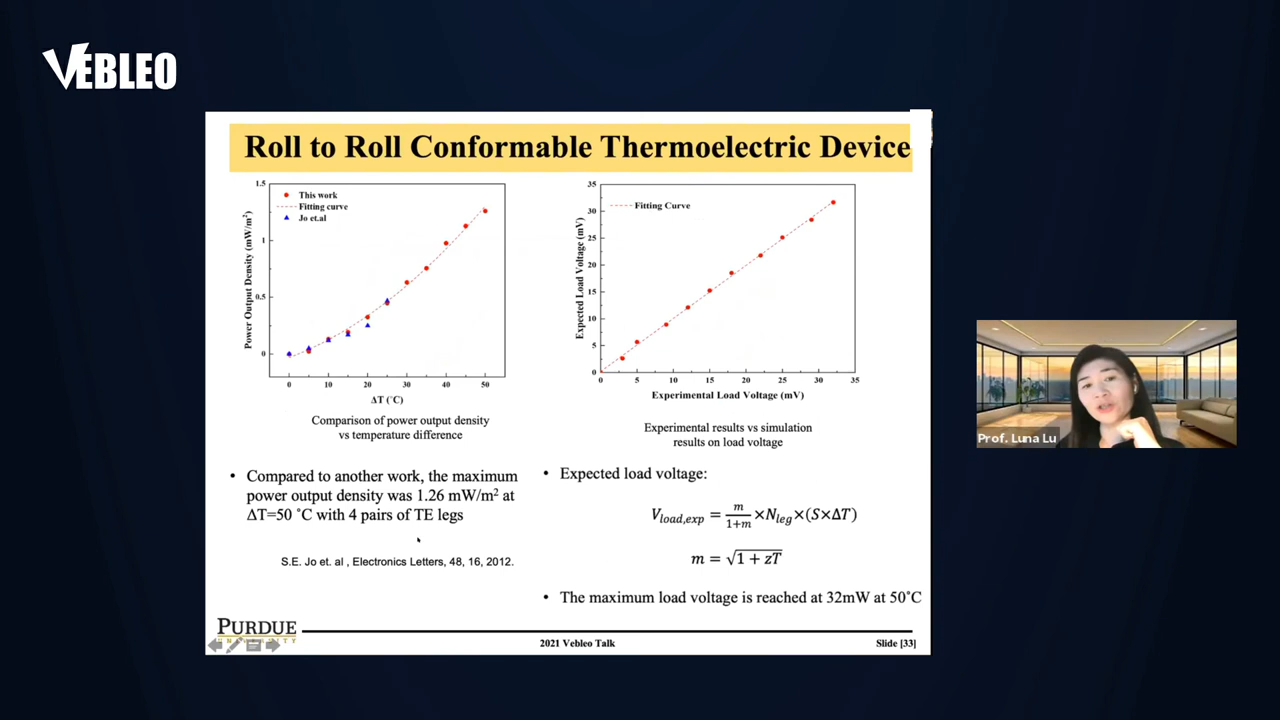 VEBLEO
Roll to Roll Conformable Thermoelectric Device
1.5
1
0.5
0
Power Output Density (mW/m²)
This work
Fitting curve
Jo et.al
0 10 20 30 40 50
ΔT (°C)
Comparison of power output density
vs temperature difference
35
30
25
20
15
10
5
0
Expected Load Voltage (mV)
Fitting Curve
0 5 10 15 20 25 30 35
Experimental Load Voltage (mV)
Experimental results vs simulation
results on load voltage
• Compared to another work, the maximum
power output density was 1.26 mW/m² at
ΔT=50 ˚C with 4 pairs of TE legs
S.E. Jo et. al , Electronics Letters, 48, 16, 2012.
• Expected load voltage:
V_load,exp = m/(1+m) ×N_leg×(S×ΔT)
m = √(1 + zT)
• The maximum load voltage is reached at 32mW at 50˚C
PURDUE
UNIVERSITY
2021 Vebleo Talk
Slide [33]
Prof. Luna Lu